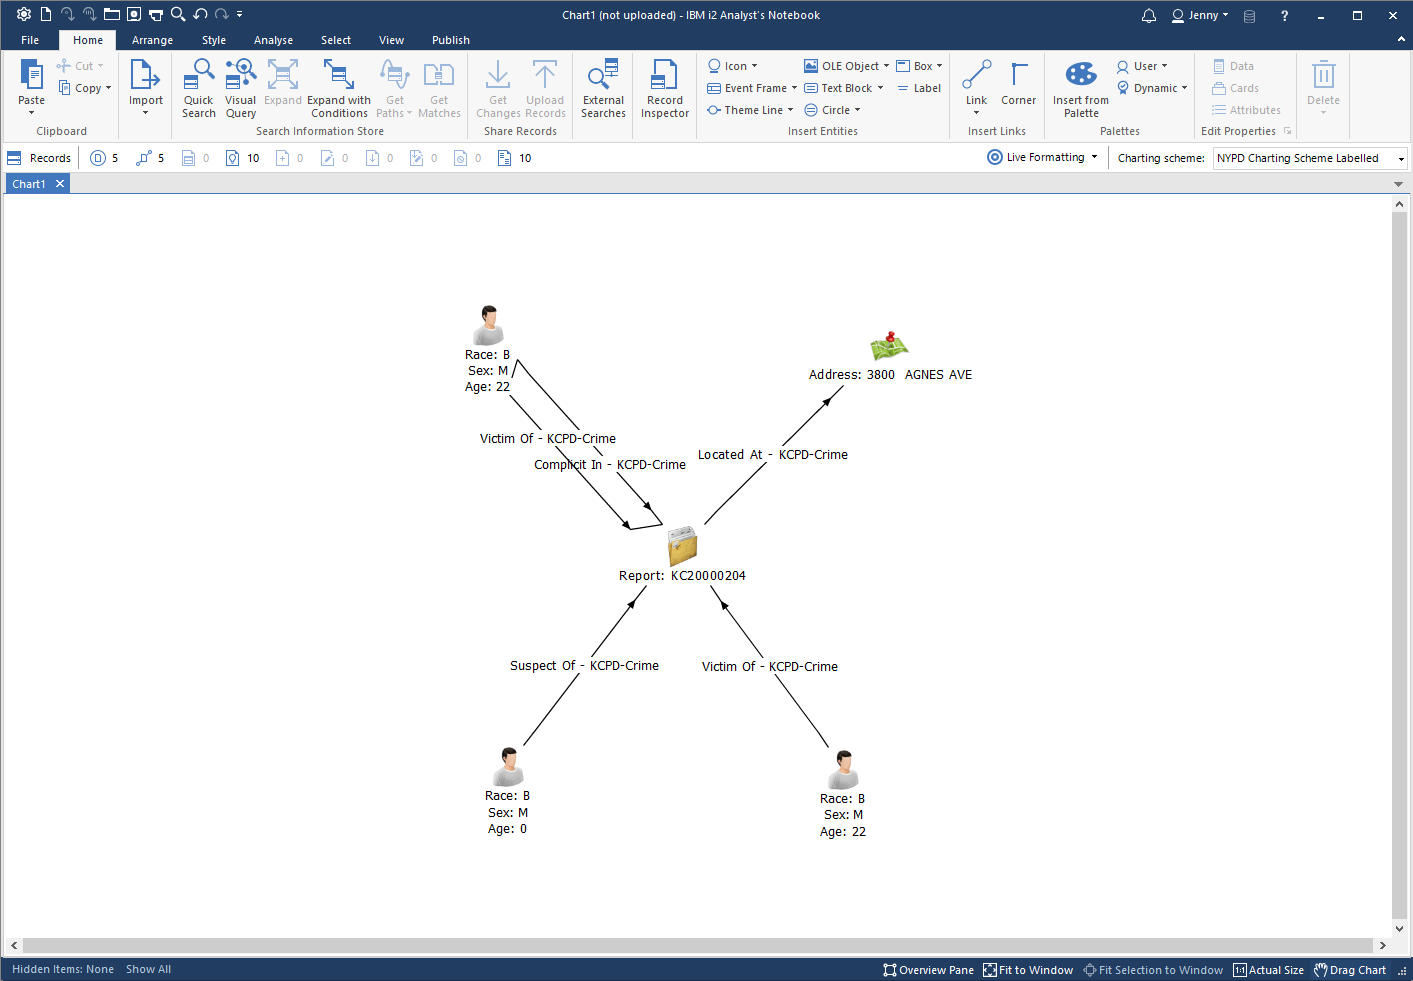 Chart1 (not uploaded) - IBM i2 Analyst's Notebook
Jenny
?
File Home Arrange Style Analyse Select View Publish
Paste
Cut
Copy
Clipboard
Import
Quick Search
Visual Query
Expand
Expand with Conditions
Get Paths
Get Matches
Search Information Store
Get Changes
Upload Records
Share Records
External Searches
Record Inspector
Icon
Event Frame
Theme Line
OLE Object
Text Block
Circle
Box
Label
Insert Entities
Link
Corner
Insert Links
Insert from Palette
User
Dynamic
Palettes
Data
Cards
Attributes
Edit Properties
Delete
Records 5 5 0 10 0 0 0 0 0 10
Live Formatting
Charting scheme: NYPD Charting Scheme Labelled
Chart1
Race: B
Sex: M
Age: 22
Address: 3800 AGNES AVE
Victim Of - KCPD-Crime
Located At - KCPD-Crime
Complicit In - KCPD-Crime
Report: KC20000204
Suspect Of - KCPD-Crime
Victim Of - KCPD-Crime
Race: B
Sex: M
Age: 0
Race: B
Sex: M
Age: 22
Hidden Items: None Show All
Overview Pane Fit to Window Fit Selection to Window 1:1 Actual Size Drag Chart